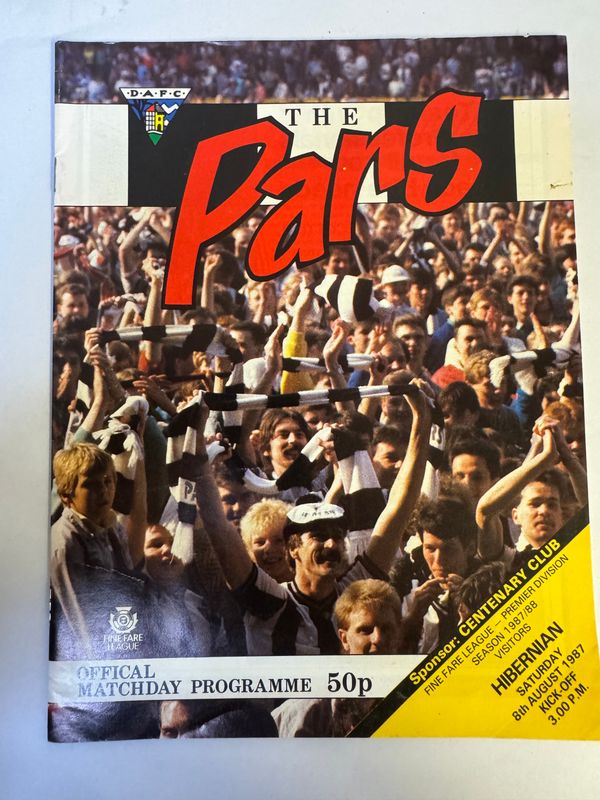 D·A·F·C
THE
Pars
FINE FARE
LEAGUE
OFFICAL
MATCHDAY PROGRAMME 50p
Sponsor: CENTENARY CLUB
FINE FARE LEAGUE – PREMIER DIVISION
SEASON 1987/88
VISITORS
HIBERNIAN
SATURDAY
8th AUGUST 1987
KICK-OFF
3.00 P.M.